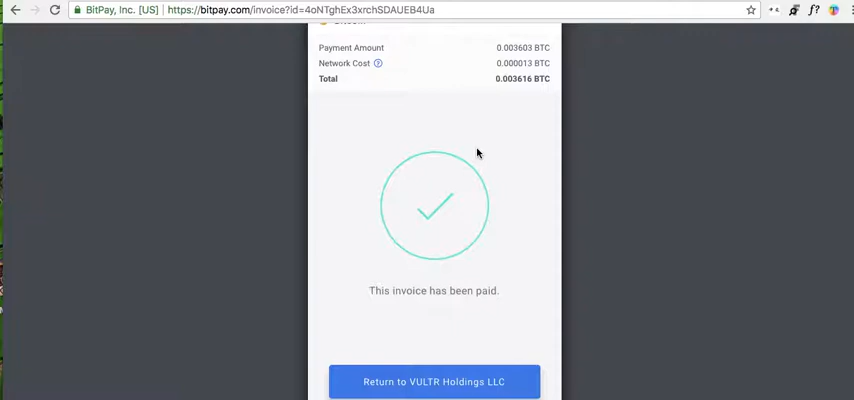 BitPay, Inc. [US] https://bitpay.com/invoice?id=4oNTghEx3xrchSDAUEB4Ua
Payment Amount 0.003603 BTC
Network Cost ? 0.000013 BTC
Total 0.003616 BTC
This invoice has been paid.
Return to VULTR Holdings LLC